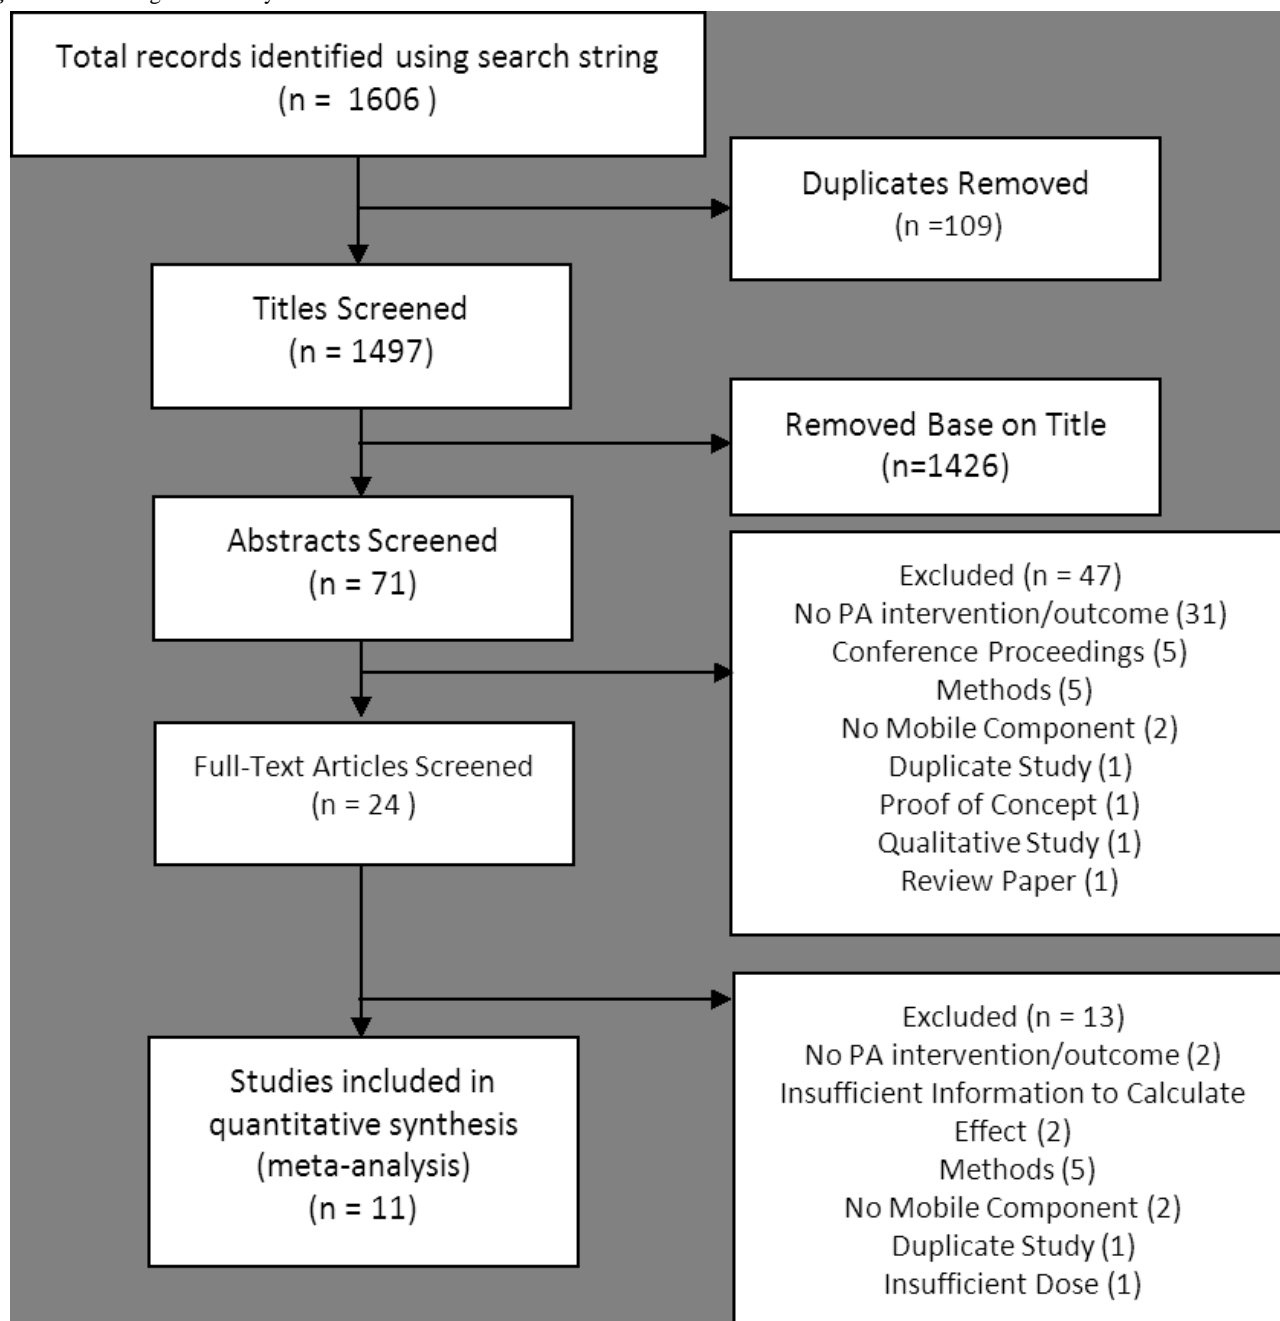 Total records identified using search string
(n = 1606 )
Duplicates Removed
(n =109)
Titles Screened
(n = 1497)
Removed Base on Title
(n=1426)
Abstracts Screened
(n = 71)
Excluded (n = 47)
No PA intervention/outcome (31)
Conference Proceedings (5)
Methods (5)
No Mobile Component (2)
Duplicate Study (1)
Proof of Concept (1)
Qualitative Study (1)
Review Paper (1)
Full-Text Articles Screened
(n = 24 )
Excluded (n = 13)
No PA intervention/outcome (2)
Insufficient Information to Calculate
Effect (2)
Methods (5)
No Mobile Component (2)
Duplicate Study (1)
Insufficient Dose (1)
Studies included in
quantitative synthesis
(meta-analysis)
(n = 11)